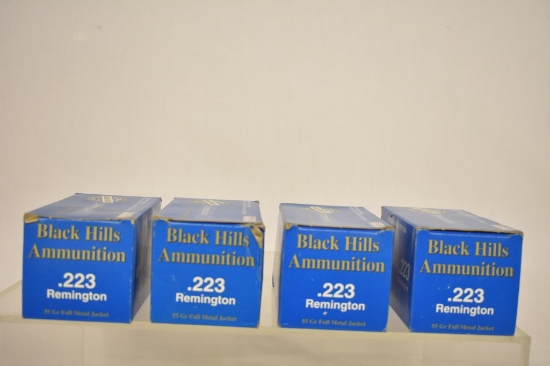 Black Hills
Ammunition
.223
Remington
55 Gr Full Metal Jacket
Black Hills
Ammunition
.223
Remington
55 Gr Full Metal Jacket
Black Hills
Ammunition
.223
Remington
55 Gr Full Metal Jacket
Black Hills
Ammunition
.223
Remington
55 Gr Full Metal Jacket